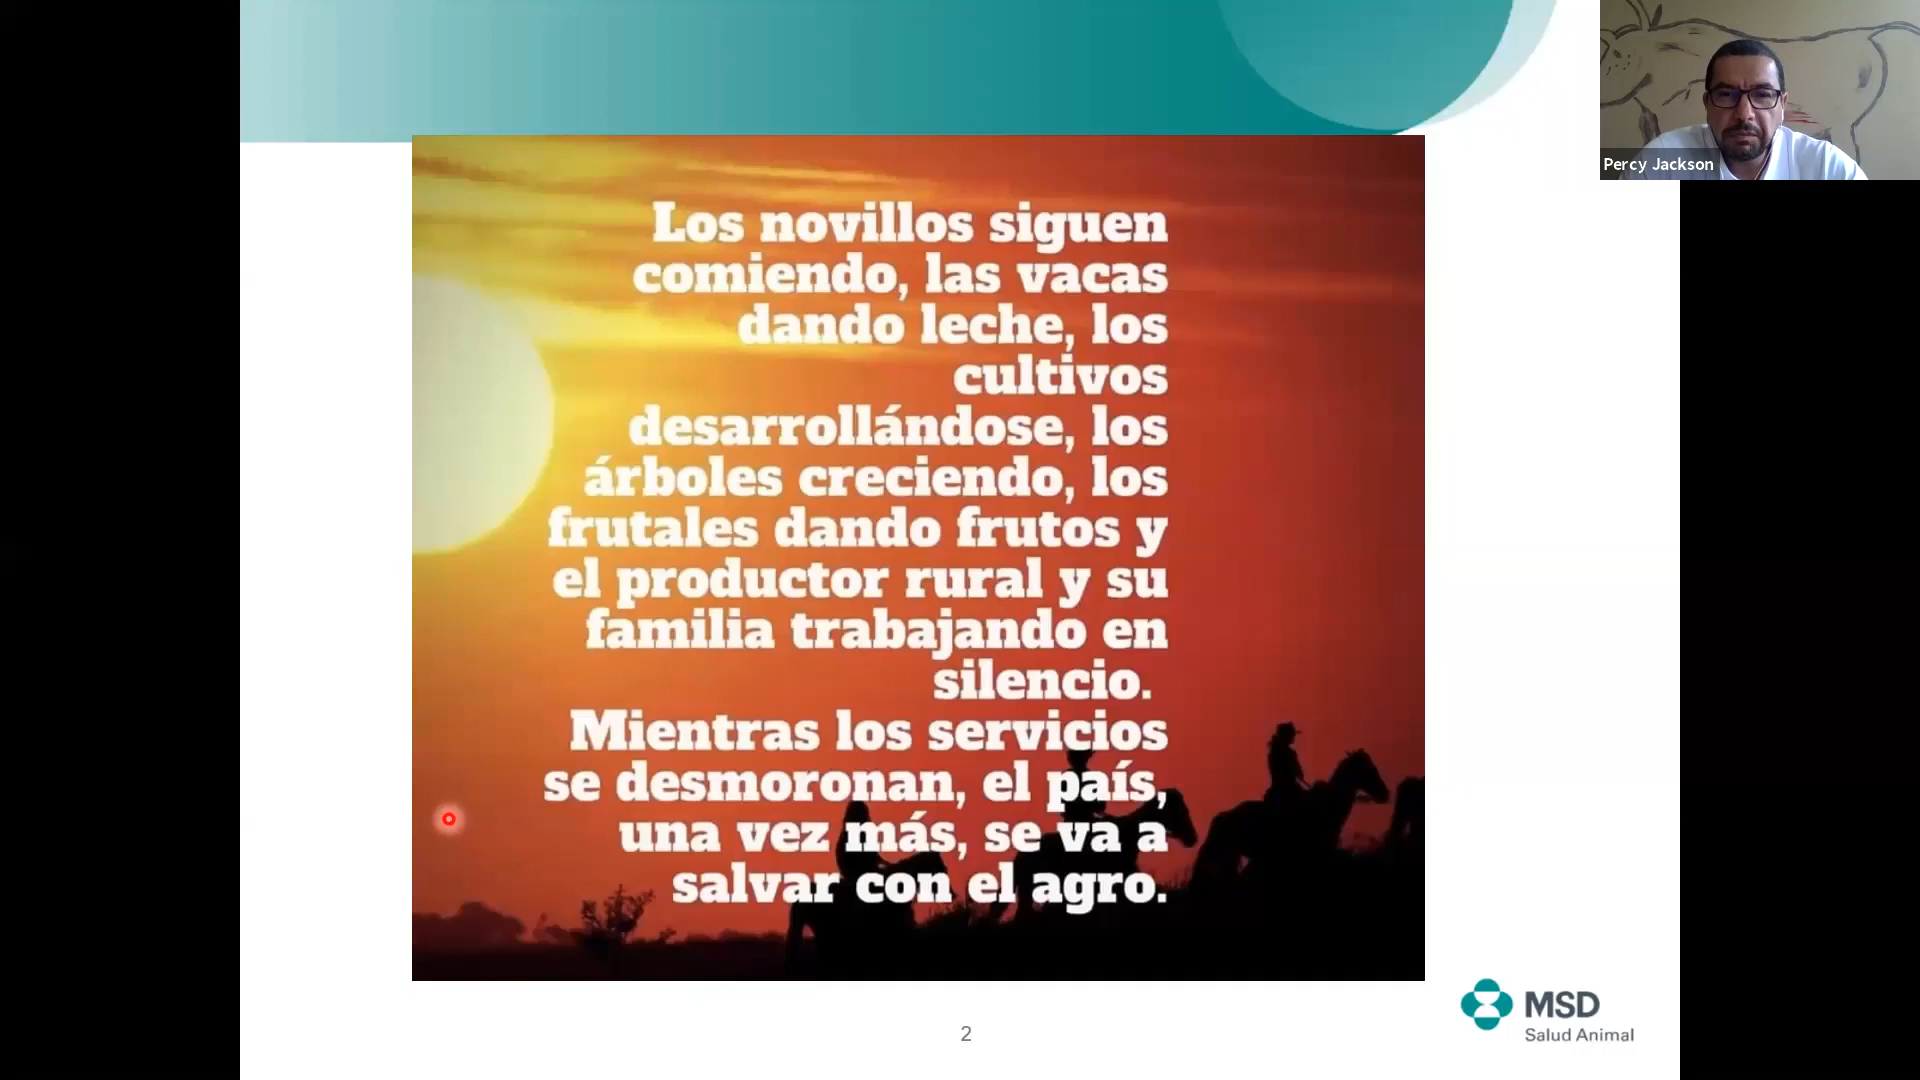 Percy Jackson
Los novillos siguen
comiendo, las vacas
dando leche, los
cultivos
desarrollándose, los
árboles creciendo, los
frutales dando frutos y
el productor rural y su
familia trabajando en
silencio.
Mientras los servicios
se desmoronan, el país,
una vez más, se va a
salvar con el agro.
MSD
Salud Animal
2